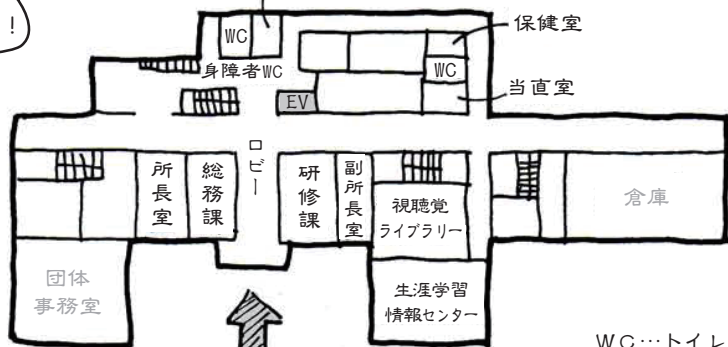 !
保健室
WC
身障者WC
WC
当直室
EV
ロビー
所長室
総務課
研修課
副所長室
視聴覚
ライブラリー
倉庫
団体
事務室
生涯学習
情報センター
WC…トイレ